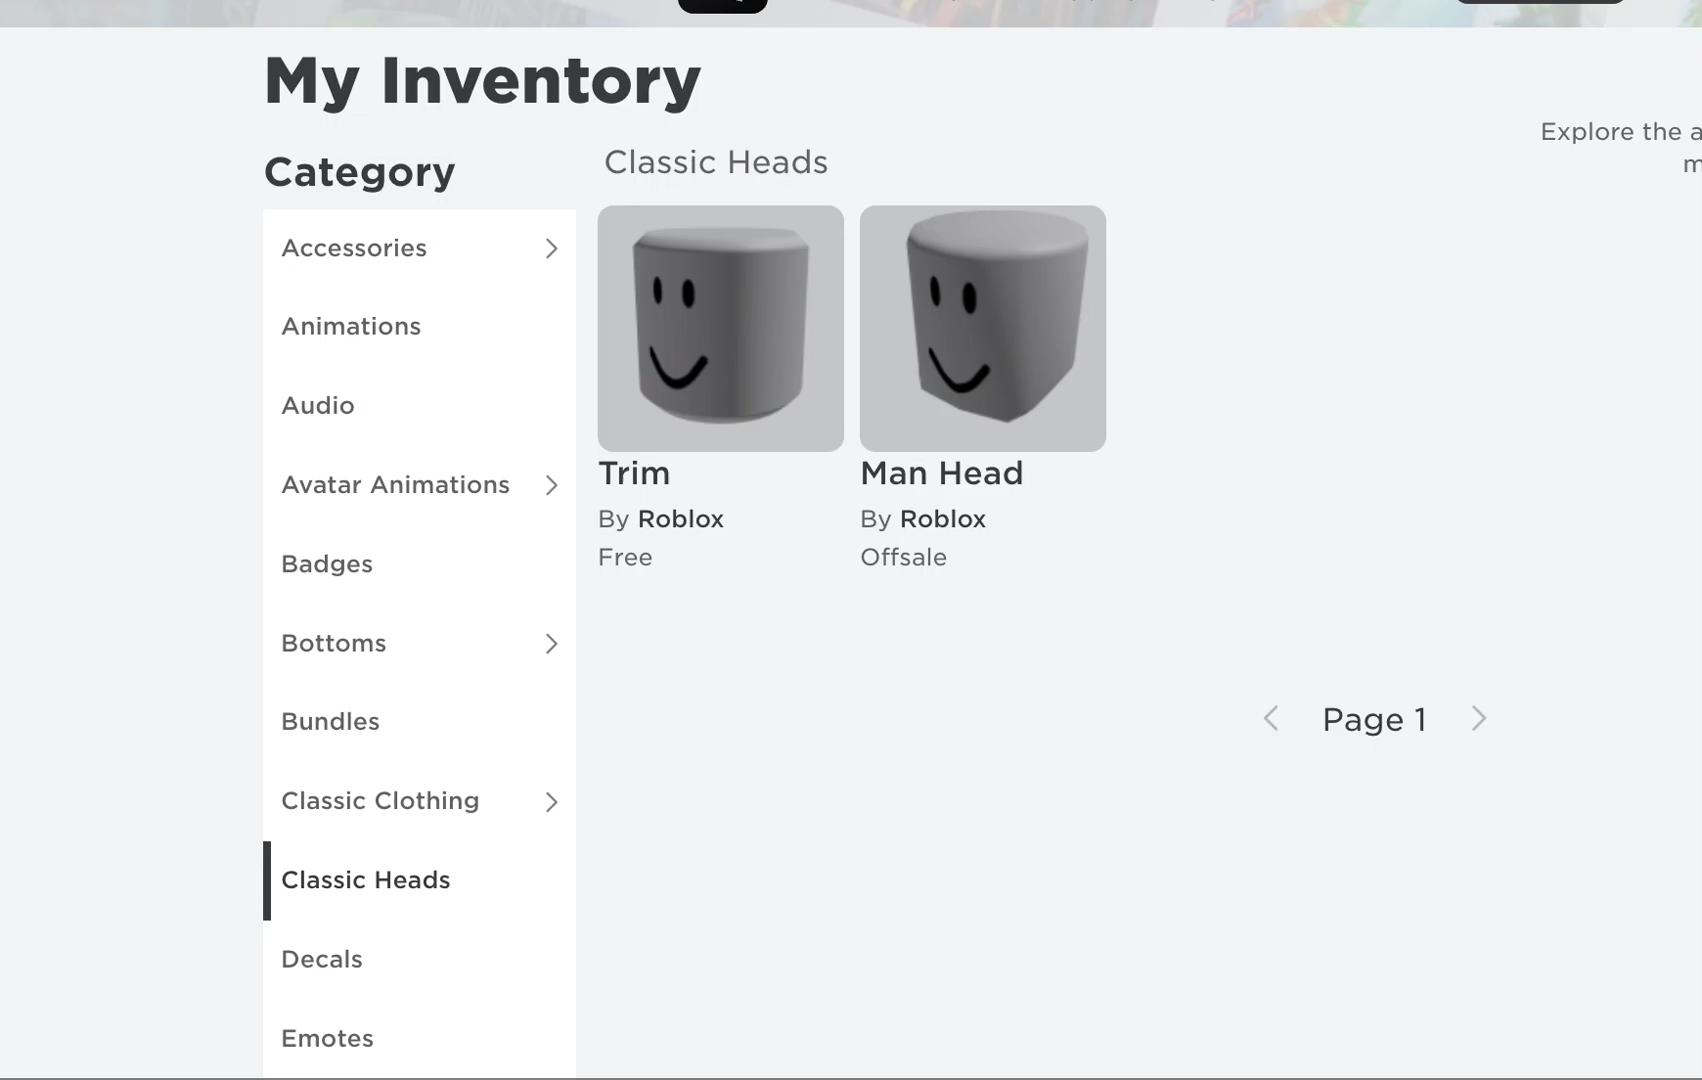 My Inventory
Explore the
Category
Classic Heads
Accessories
Animations
Audio
Avatar Animations
Badges
Bottoms
Bundles
Classic Clothing
Classic Heads
Decals
Emotes
Trim
By Roblox
Free
Man Head
By Roblox
Offsale
Page 1